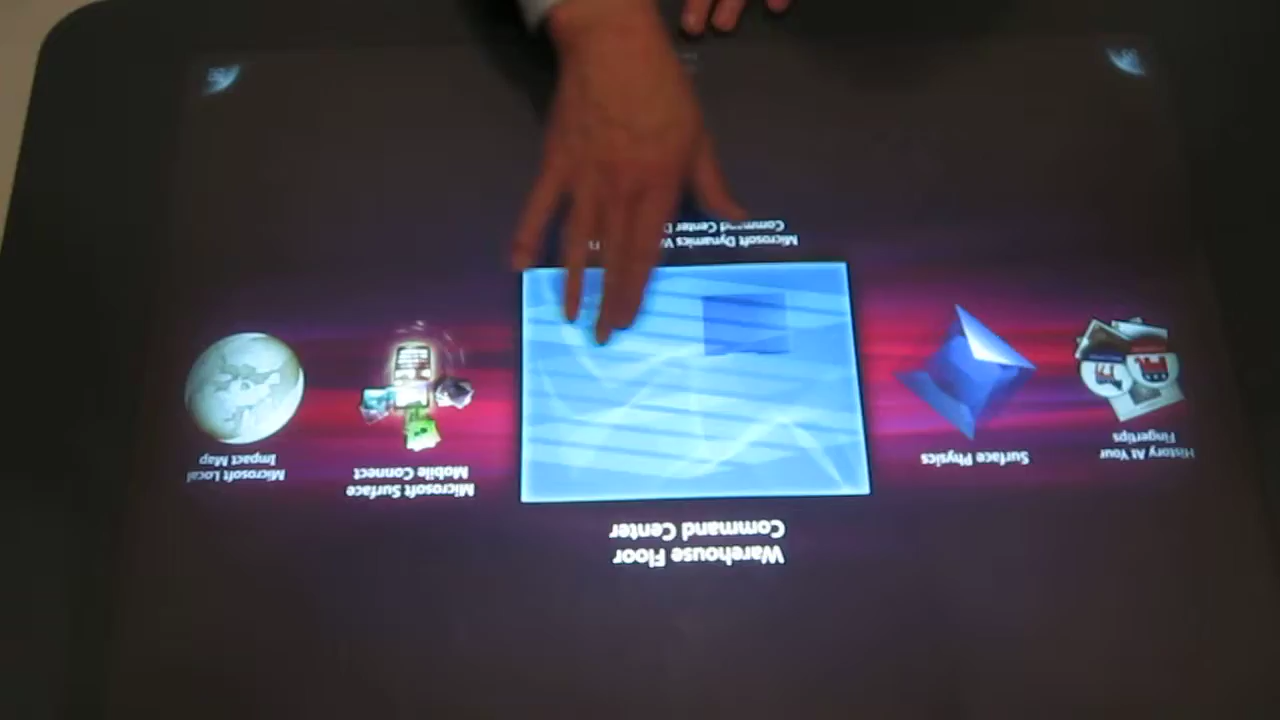 Warehouse Floor
Command Center
Microsoft Dynamics
Command Center D
History At Your
Fingertips
Surface Physics
Microsoft Surface
Mobile Connect
Microsoft Local
Impact Map